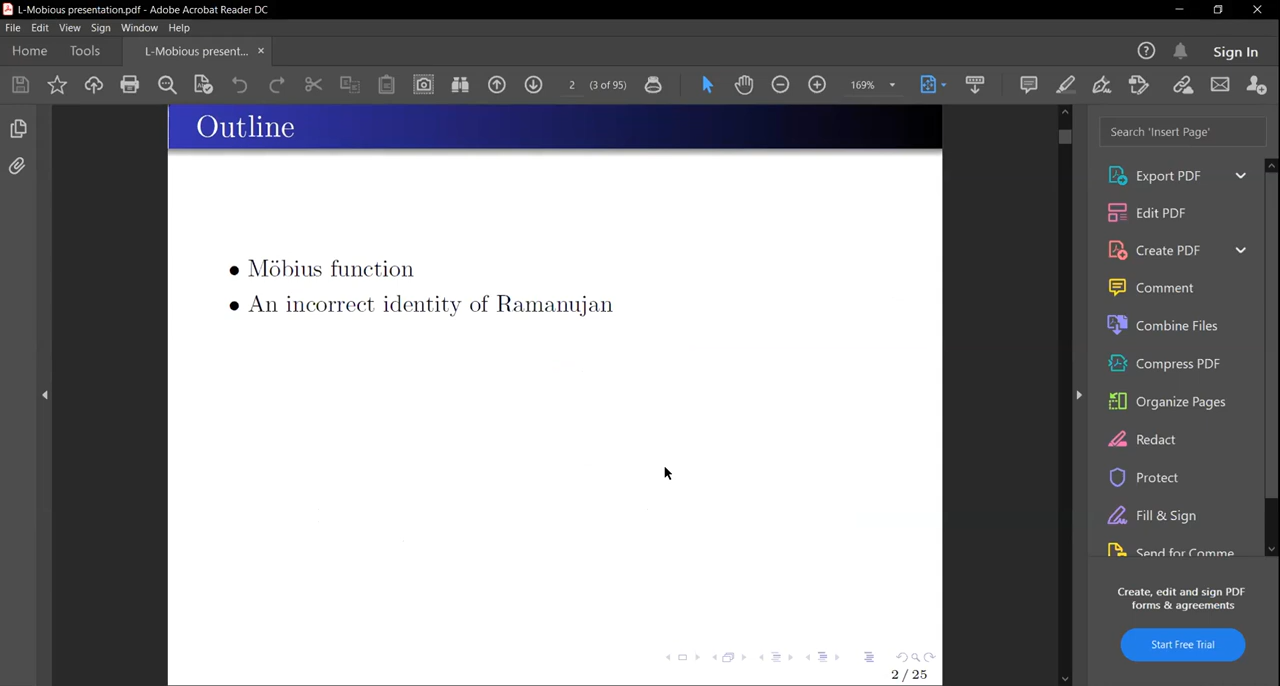 L-Mobious presentation.pdf - Adobe Acrobat Reader DC
File Edit View Sign Window Help
Home Tools L-Mobious present... × Sign In
2 (3 of 95) 169%
Outline
• Möbius function
• An incorrect identity of Ramanujan
2 / 25
Search 'Insert Page'
Export PDF
Edit PDF
Create PDF
Comment
Combine Files
Compress PDF
Organize Pages
Redact
Protect
Fill & Sign
Send for Comme
Create, edit and sign PDF
forms & agreements
Start Free Trial